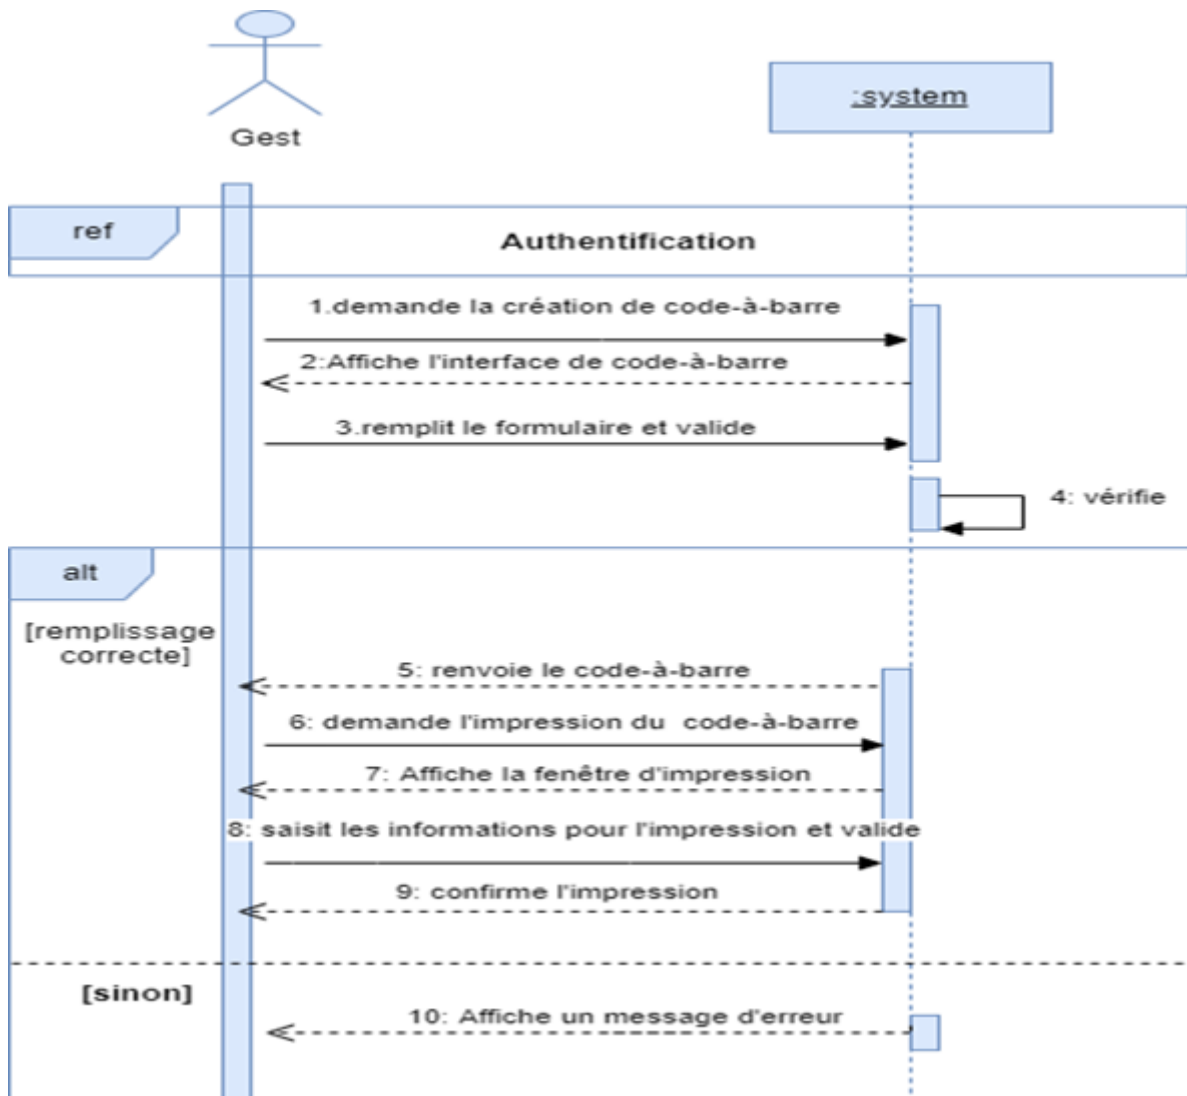 Gest
:system
ref
Authentification
1.demande la création de code-à-barre
2:Affiche l'interface de code-à-barre
3.remplit le formulaire et valide
4: vérifie
alt
[remplissage
correcte]
5: renvoie le code-à-barre
6: demande l'impression du code-à-barre
7: Affiche la fenêtre d'impression
8: saisit les informations pour l'impression et valide
9: confirme l'impression
[sinon]
10: Affiche un message d'erreur